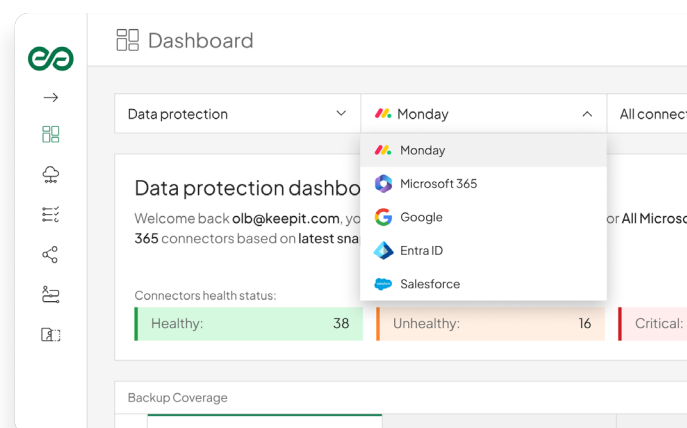 Dashboard
Data protection
Monday
All connect
Monday
Microsoft 365
Google
Entra ID
Salesforce
Data protection dashbo
Welcome back olb@keepit.com, yo
or All Microso
365 connectors based on latest sna
Connectors health status:
Healthy: 38
Unhealthy: 16
Critical:
Backup Coverage